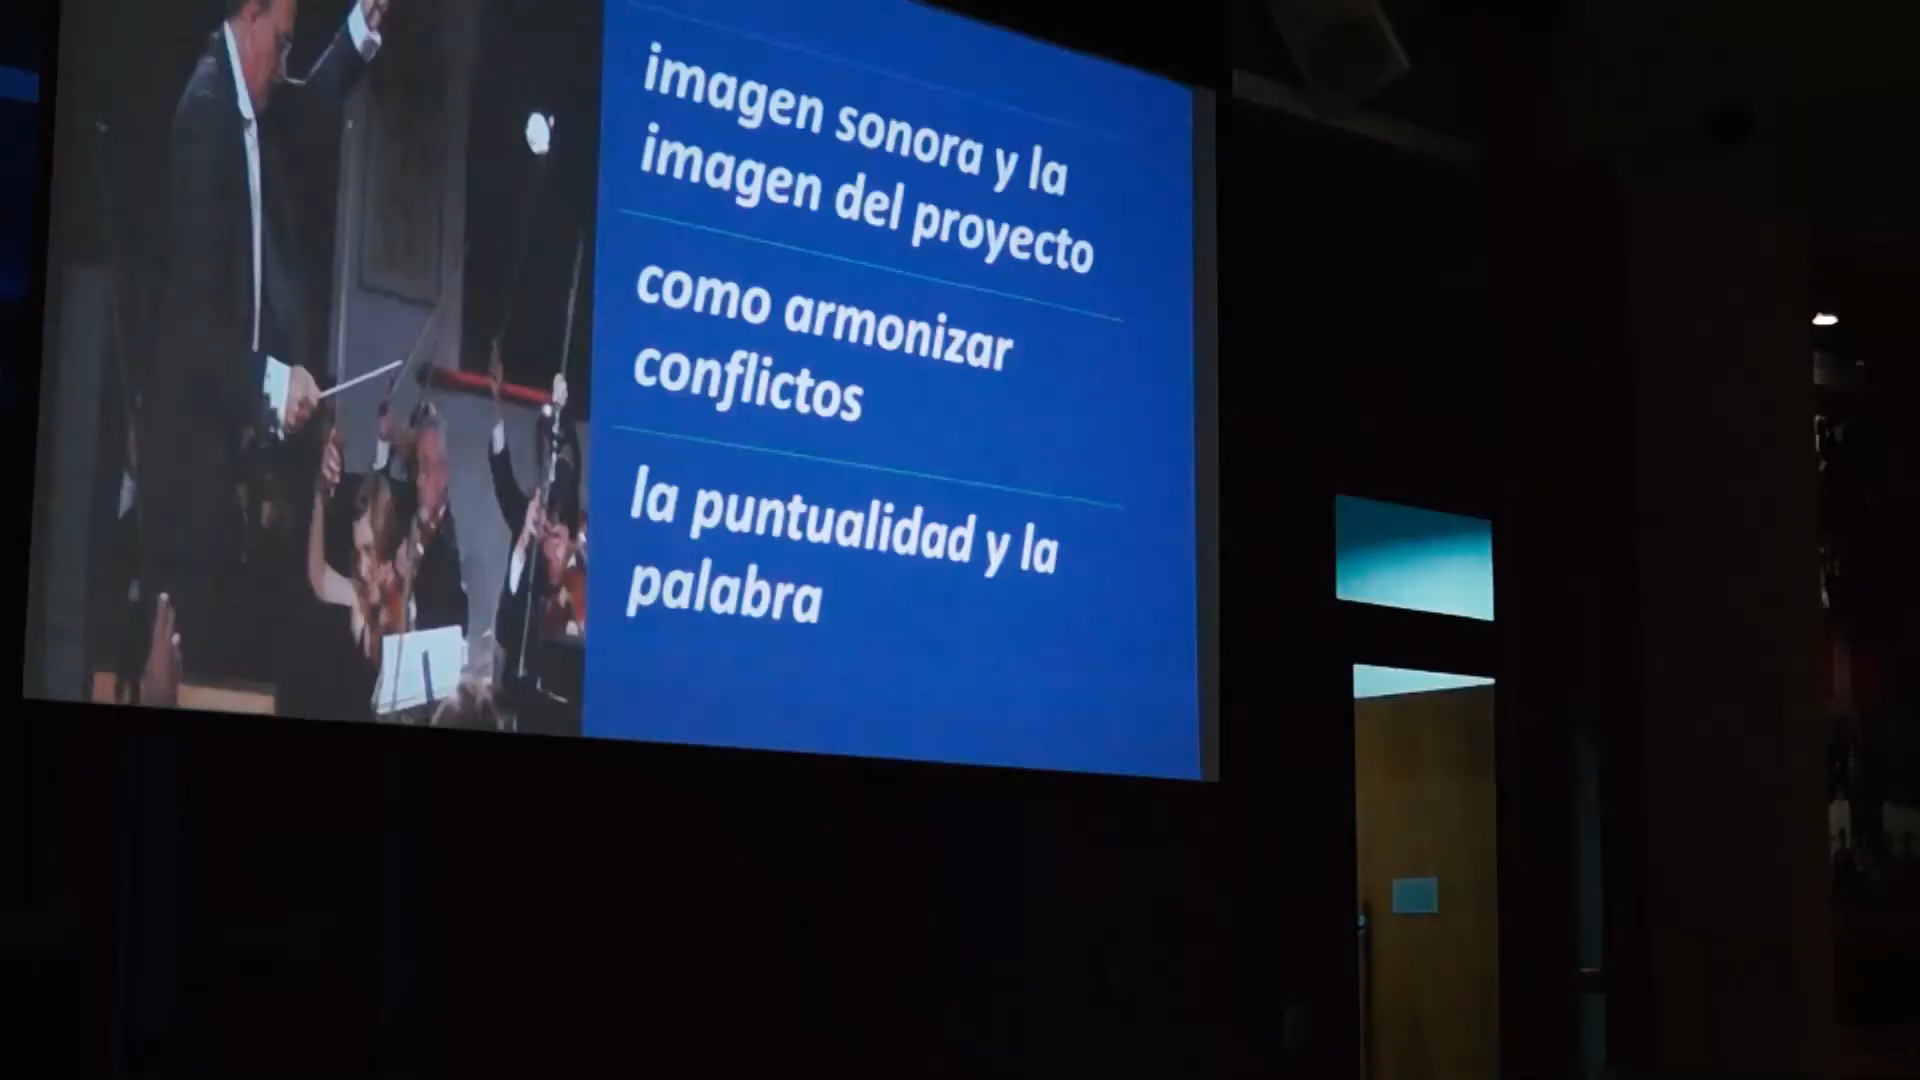 imagen sonora y la
imagen del proyecto
como armonizar
conflictos
la puntualidad y la
palabra